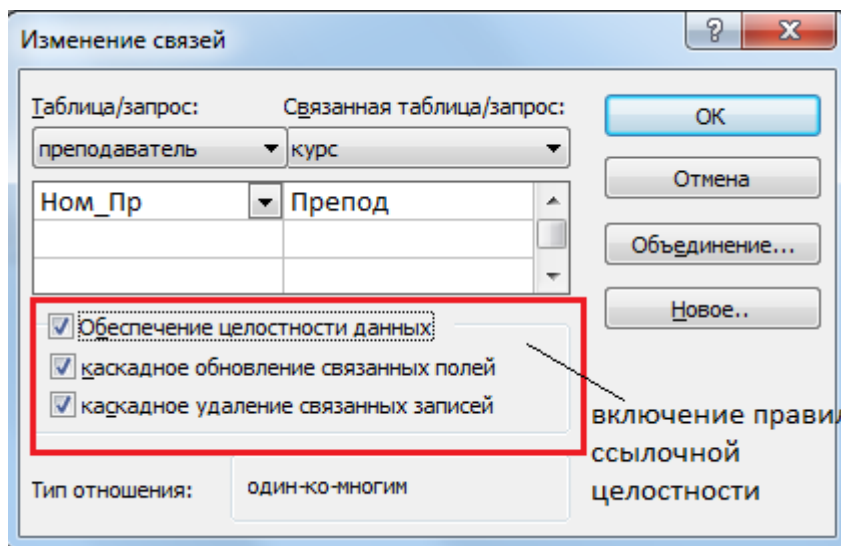 Изменение связей
Таблица/запрос: Связанная таблица/запрос:
преподаватель курс
Ном_Пр Препод
ОК
Отмена
Объединение...
Новое..
Обеспечение целостности данных
каскадное обновление связанных полей
каскадное удаление связанных записей
включение правил
ссылочной
целостности
Тип отношения: один-ко-многим